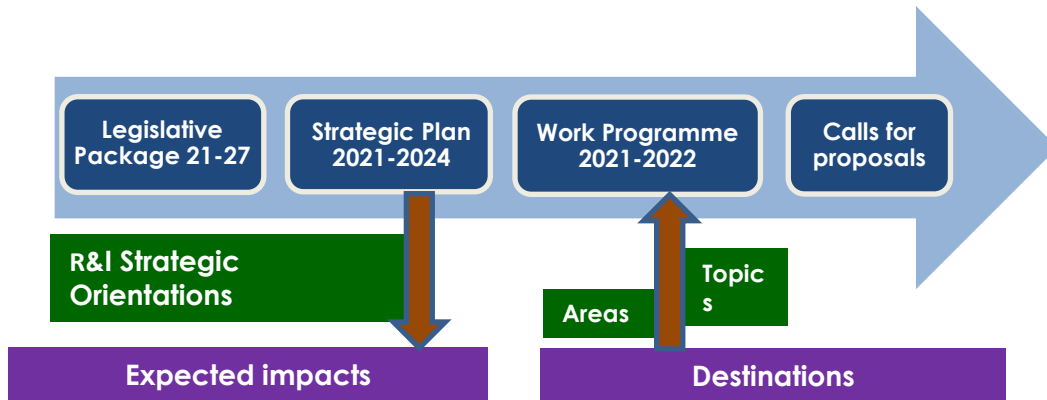 Legislative
Package 21-27
Strategic Plan
2021-2024
Work Programme
2021-2022
Calls for
proposals
R&I Strategic
Orientations
Areas
Topic
s
Expected impacts
Destinations